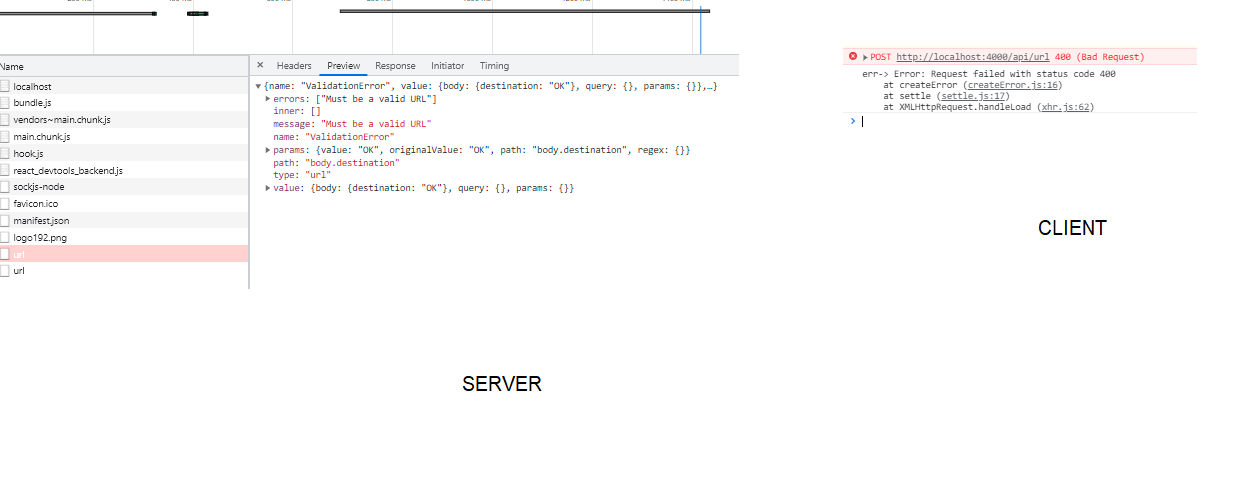 Name
localhost
bundle.js
vendors~main.chunk.js
main.chunk.js
hook.js
react_devtools_backend.js
sockjs-node
favicon.ico
manifest.json
logo192.png
url
url
× Headers Preview Response Initiator Timing
▼{name: "ValidationError", value: {body: {destination: "OK"}, query: {}, params: {}},…}
▶errors: ["Must be a valid URL"]
inner: []
message: "Must be a valid URL"
name: "ValidationError"
▶params: {value: "OK", originalValue: "OK", path: "body.destination", regex: {}}
path: "body.destination"
type: "url"
▶value: {body: {destination: "OK"}, query: {}, params: {}}
SERVER
▶POST http://localhost:4000/api/url 400 (Bad Request)
err-> Error: Request failed with status code 400
at createError (createError.js:16)
at settle (settle.js:17)
at XMLHttpRequest.handleLoad (xhr.js:62)
>
CLIENT